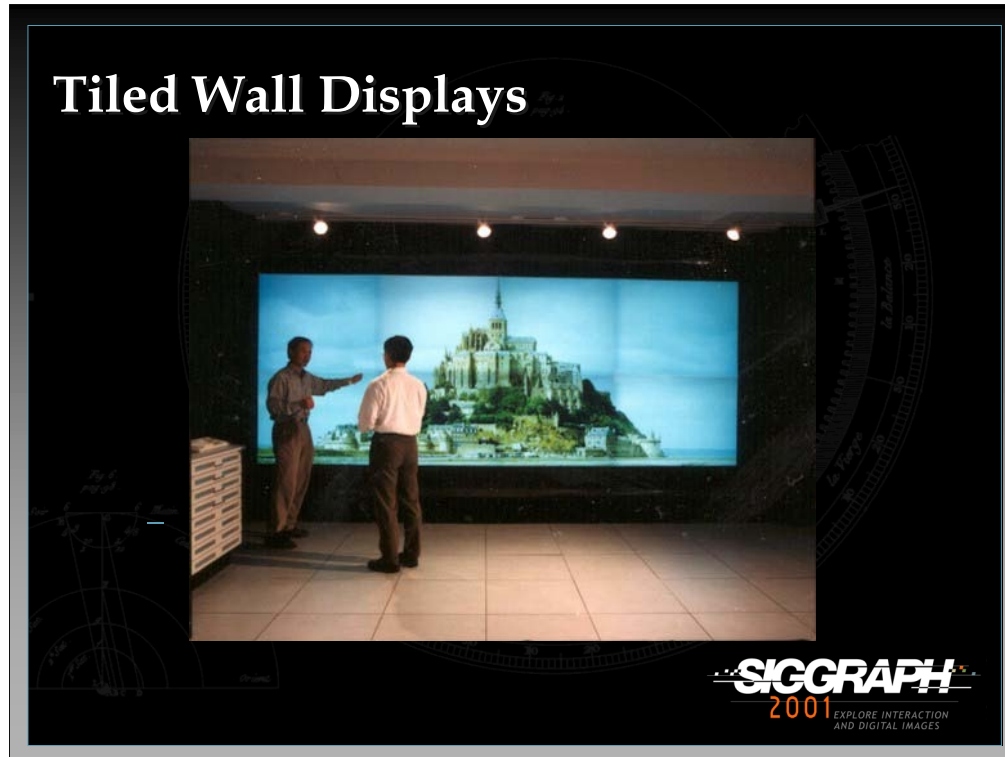 Tiled Wall Displays
SIGGRAPH
2001
EXPLORE INTERACTION
AND DIGITAL IMAGES